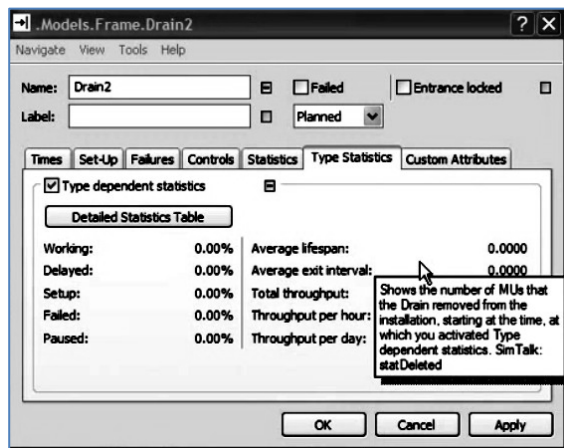 .Models.Frame.Drain2
Navigate View Tools Help
Name: Drain2 Failed Entrance locked
Label: Planned
Times Set-Up Failures Controls Statistics Type Statistics Custom Attributes
Type dependent statistics
Detailed Statistics Table
Working: 0.00% Average lifespan: 0.0000
Delayed: 0.00% Average exit interval: 0.0000
Setup: 0.00% Total throughput:
Failed: 0.00% Throughput per hour:
Paused: 0.00% Throughput per day:
Shows the number of MUs that
the Drain removed from the
installation, starting at the time, at
which you activated Type
dependent statistics. SimTalk:
statDeleted
OK Cancel Apply